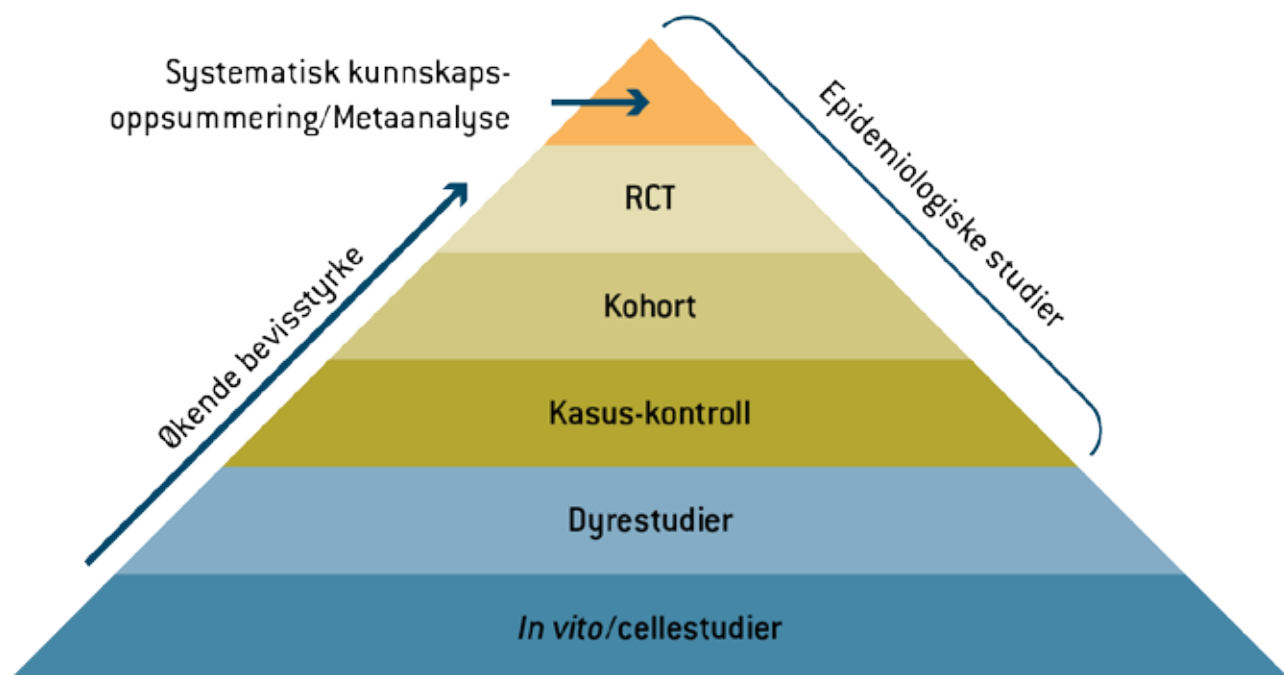 Systematisk kunnskaps-
oppsummering/Metaanalyse
Epidemiologiske studier
Økende bevisstyrke
RCT
Kohort
Kasus-kontroll
Dyrestudier
In vito/cellestudier